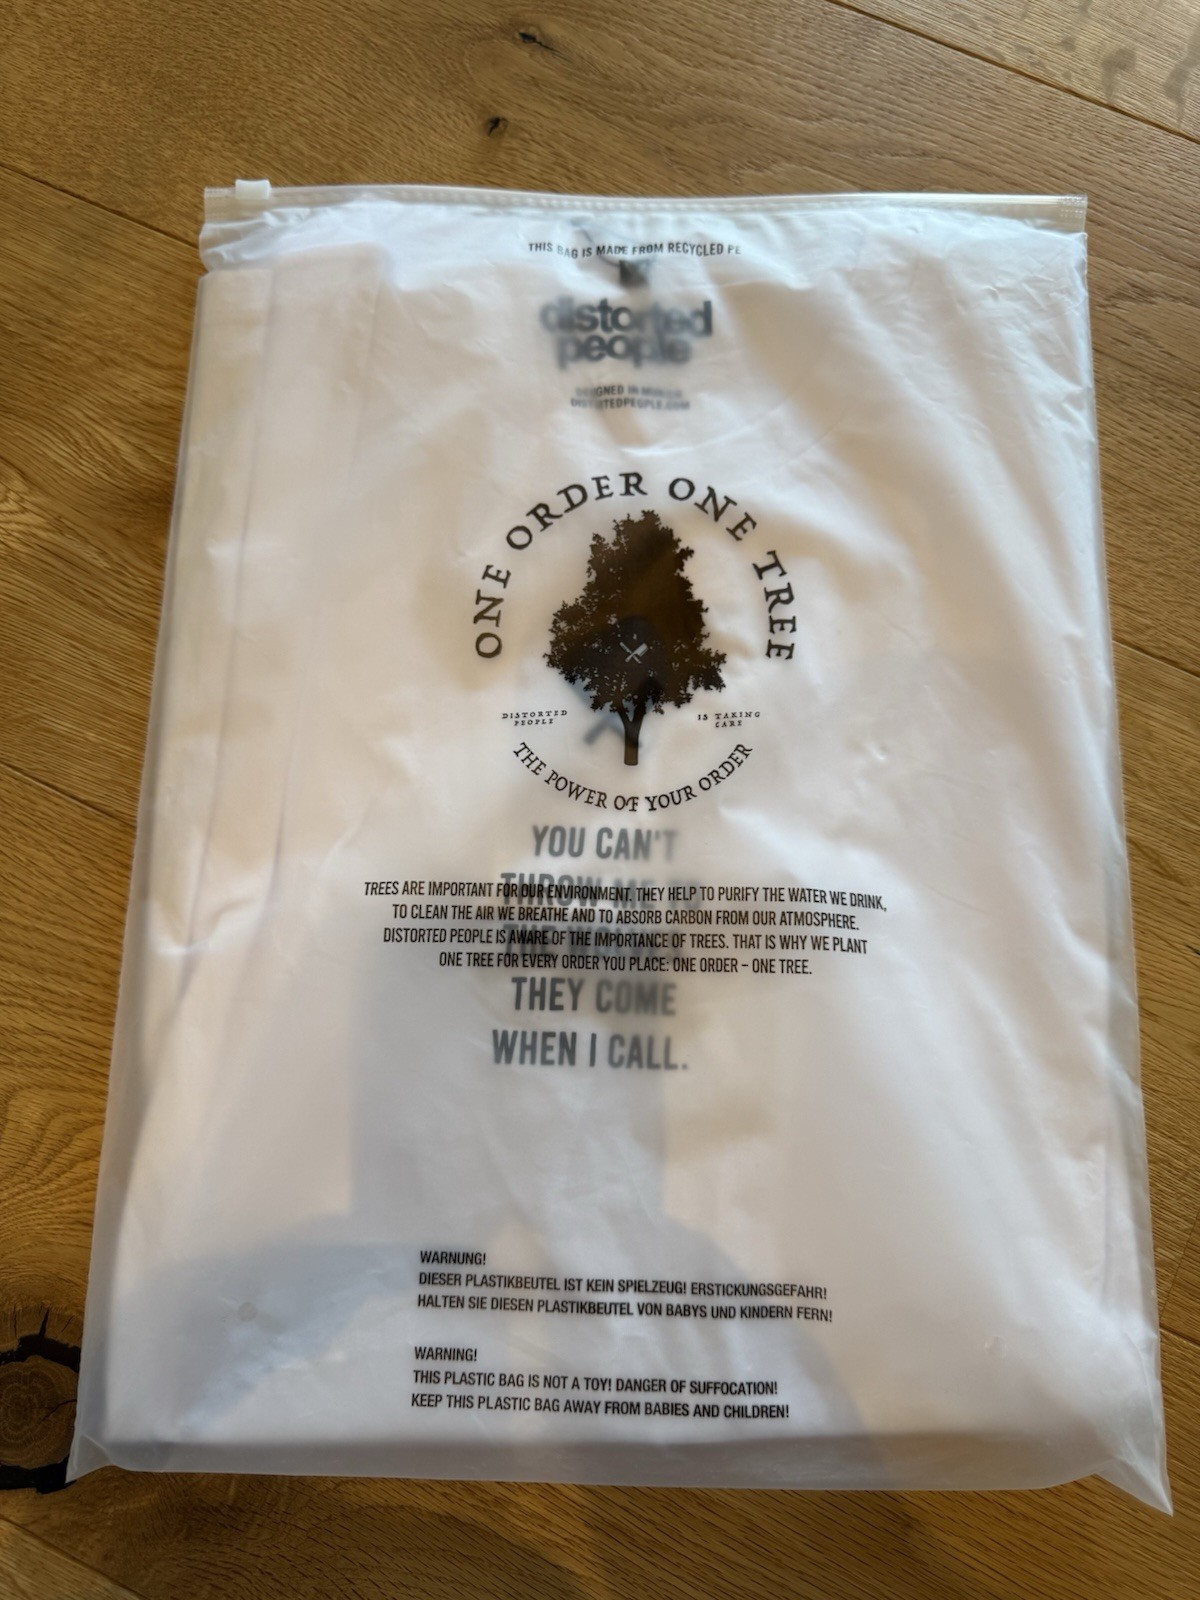 THIS BAG IS MADE FROM RECYCLED PE
distorted
people
DESIGNED IN MUNICH
DISTORTEDPEOPLE.COM
ONE ORDER ONE TREE
DISTORTED
PEOPLE
IS TAKING
CARE
THE POWER OF YOUR ORDER
YOU CAN'T
THROW ME TO
THE WOLVES
TREES ARE IMPORTANT FOR OUR ENVIRONMENT. THEY HELP TO PURIFY THE WATER WE DRINK,
TO CLEAN THE AIR WE BREATHE AND TO ABSORB CARBON FROM OUR ATMOSPHERE.
DISTORTED PEOPLE IS AWARE OF THE IMPORTANCE OF TREES. THAT IS WHY WE PLANT
ONE TREE FOR EVERY ORDER YOU PLACE: ONE ORDER – ONE TREE.
THEY COME
WHEN I CALL.
WARNUNG!
DIESER PLASTIKBEUTEL IST KEIN SPIELZEUG! ERSTICKUNGSGEFAHR!
HALTEN SIE DIESEN PLASTIKBEUTEL VON BABYS UND KINDERN FERN!
WARNING!
THIS PLASTIC BAG IS NOT A TOY! DANGER OF SUFFOCATION!
KEEP THIS PLASTIC BAG AWAY FROM BABIES AND CHILDREN!